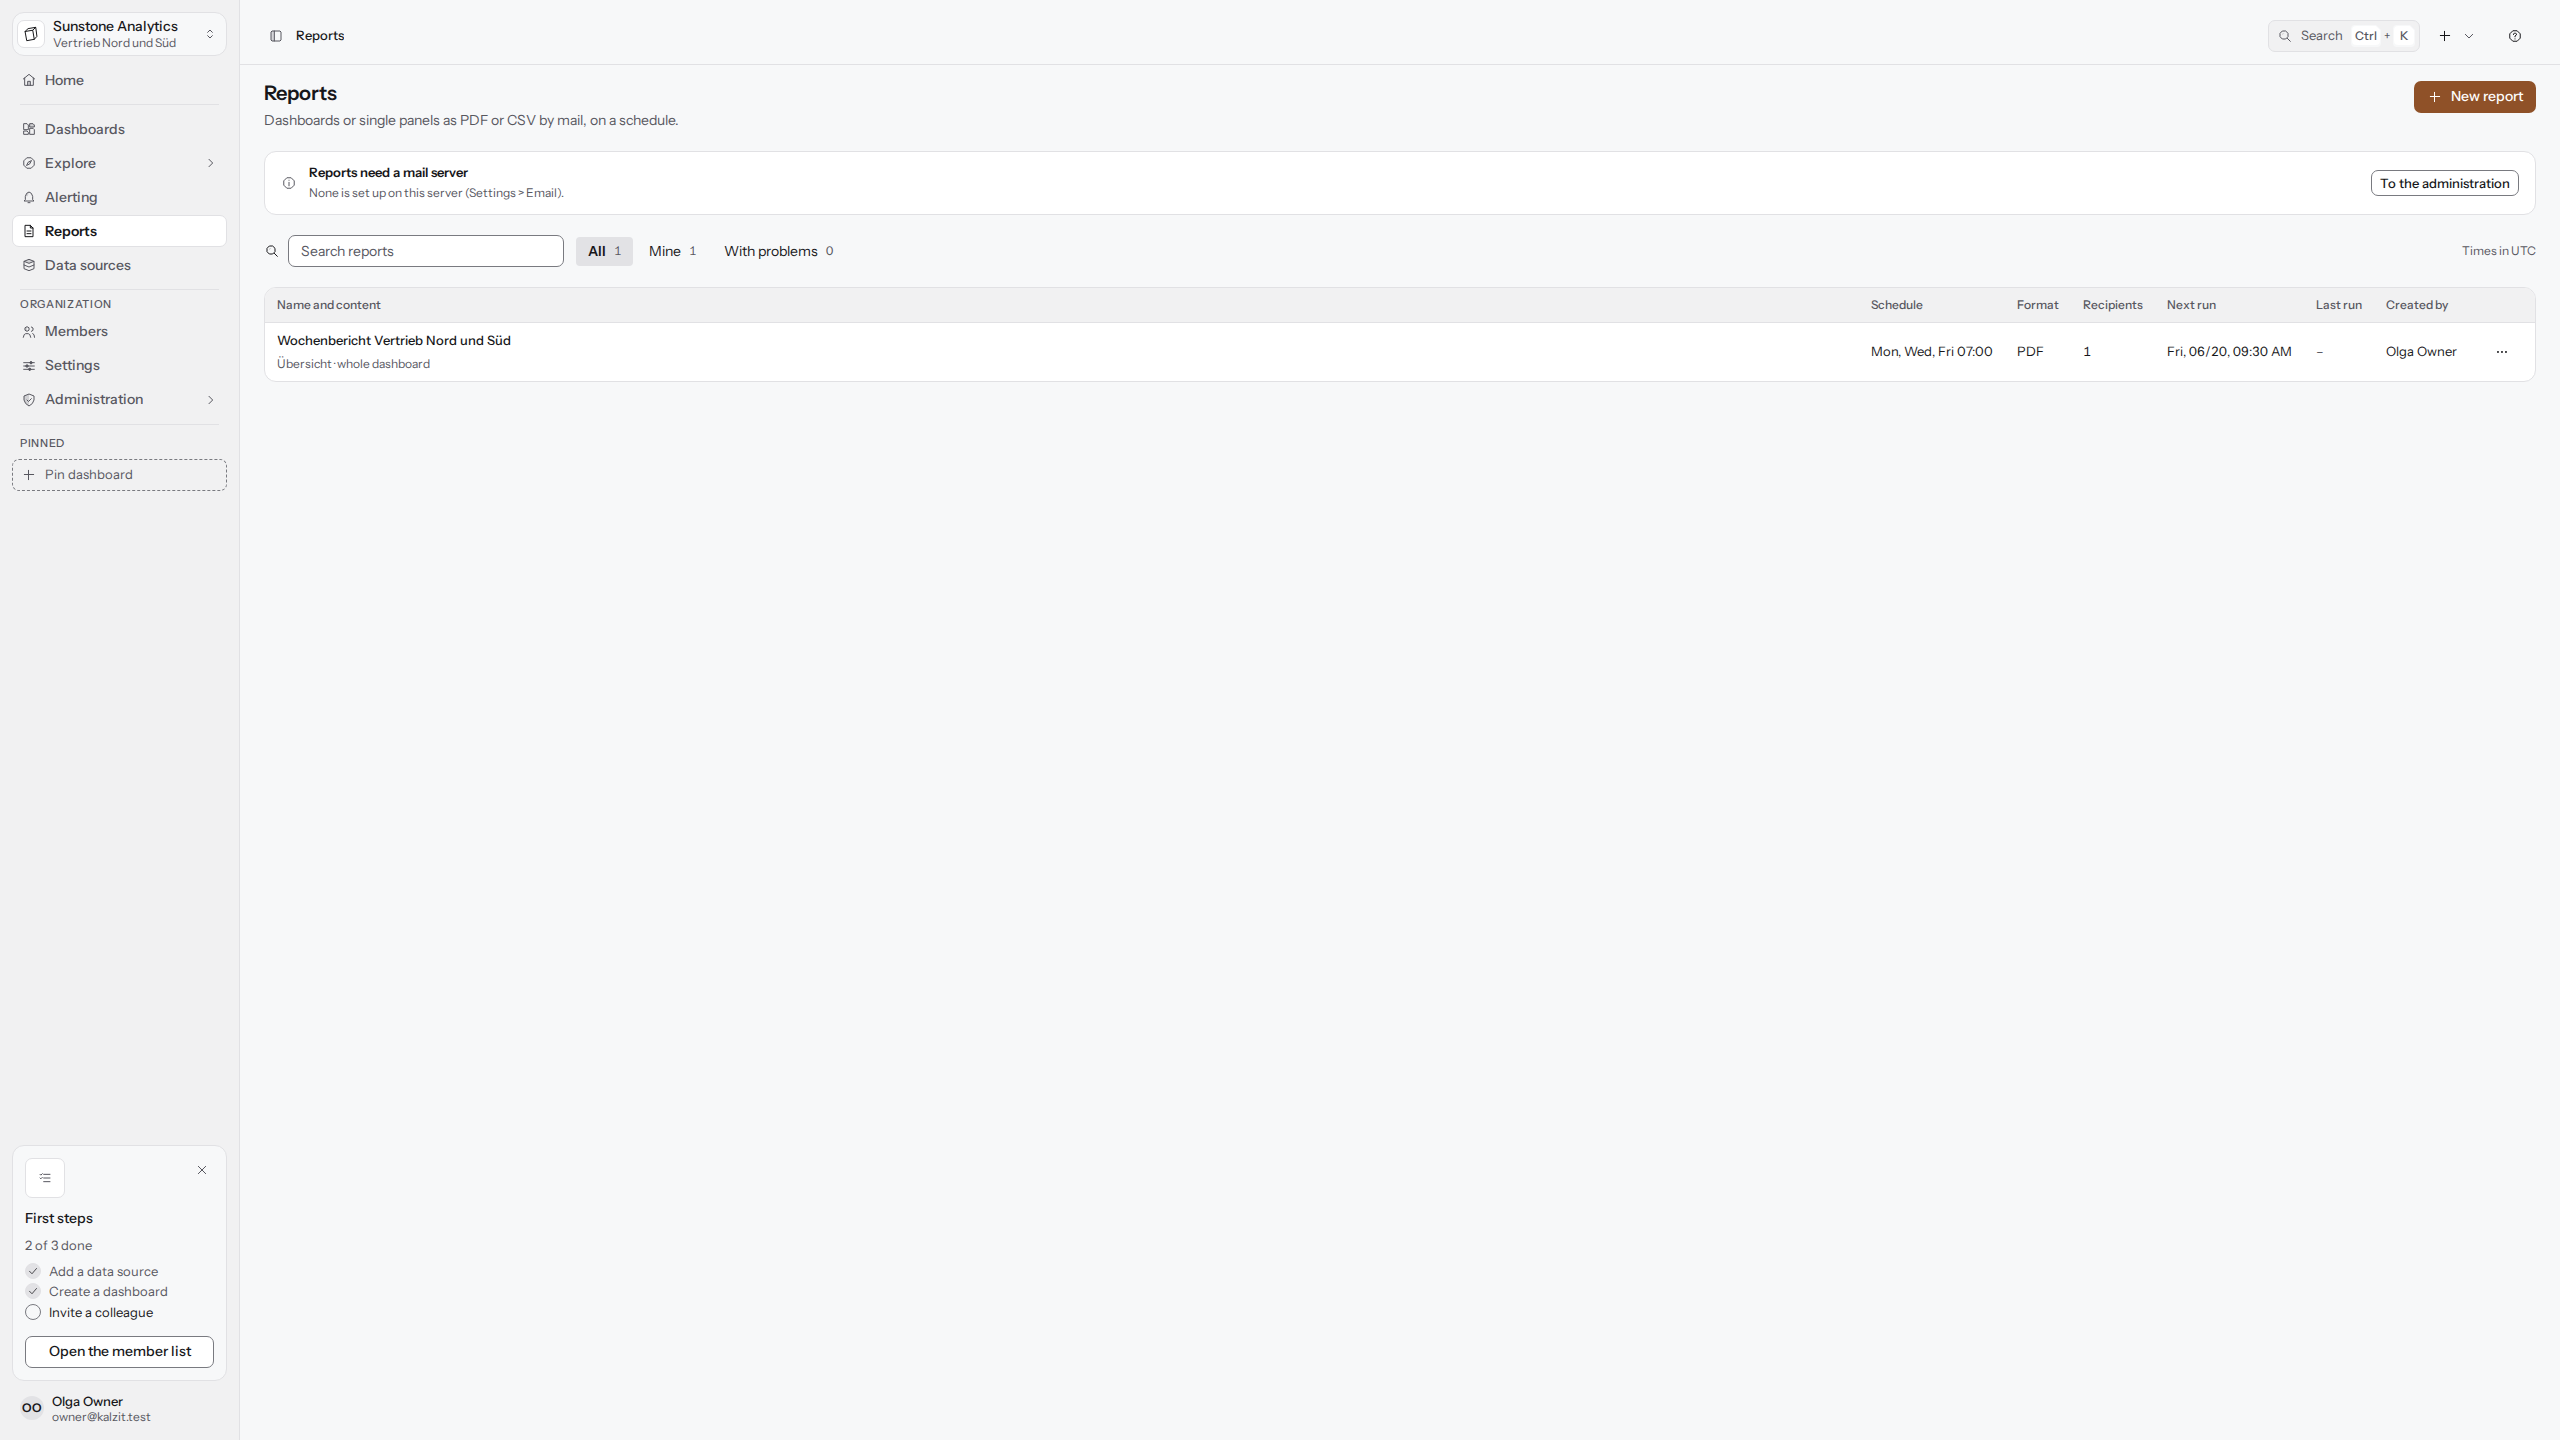 Sunstone Analytics
Vertrieb Nord und Süd
Home
Dashboards
Explore
Alerting
Reports
Data sources
ORGANIZATION
Members
Settings
Administration
PINNED
Pin dashboard
First steps
2 of 3 done
Add a data source
Create a dashboard
Invite a colleague
Open the member list
OO
Olga Owner
owner@kalzit.test
Reports
Search Ctrl + K
Reports
Dashboards or single panels as PDF or CSV by mail, on a schedule.
New report
Reports need a mail server
None is set up on this server (Settings > Email).
To the administration
Search reports
All 1
Mine 1
With problems 0
Times in UTC
Name and content Schedule Format Recipients Next run Last run Created by
Wochenbericht Vertrieb Nord und Süd
Übersicht · whole dashboard
Mon, Wed, Fri 07:00 PDF 1 Fri, 06/20, 09:30 AM – Olga Owner